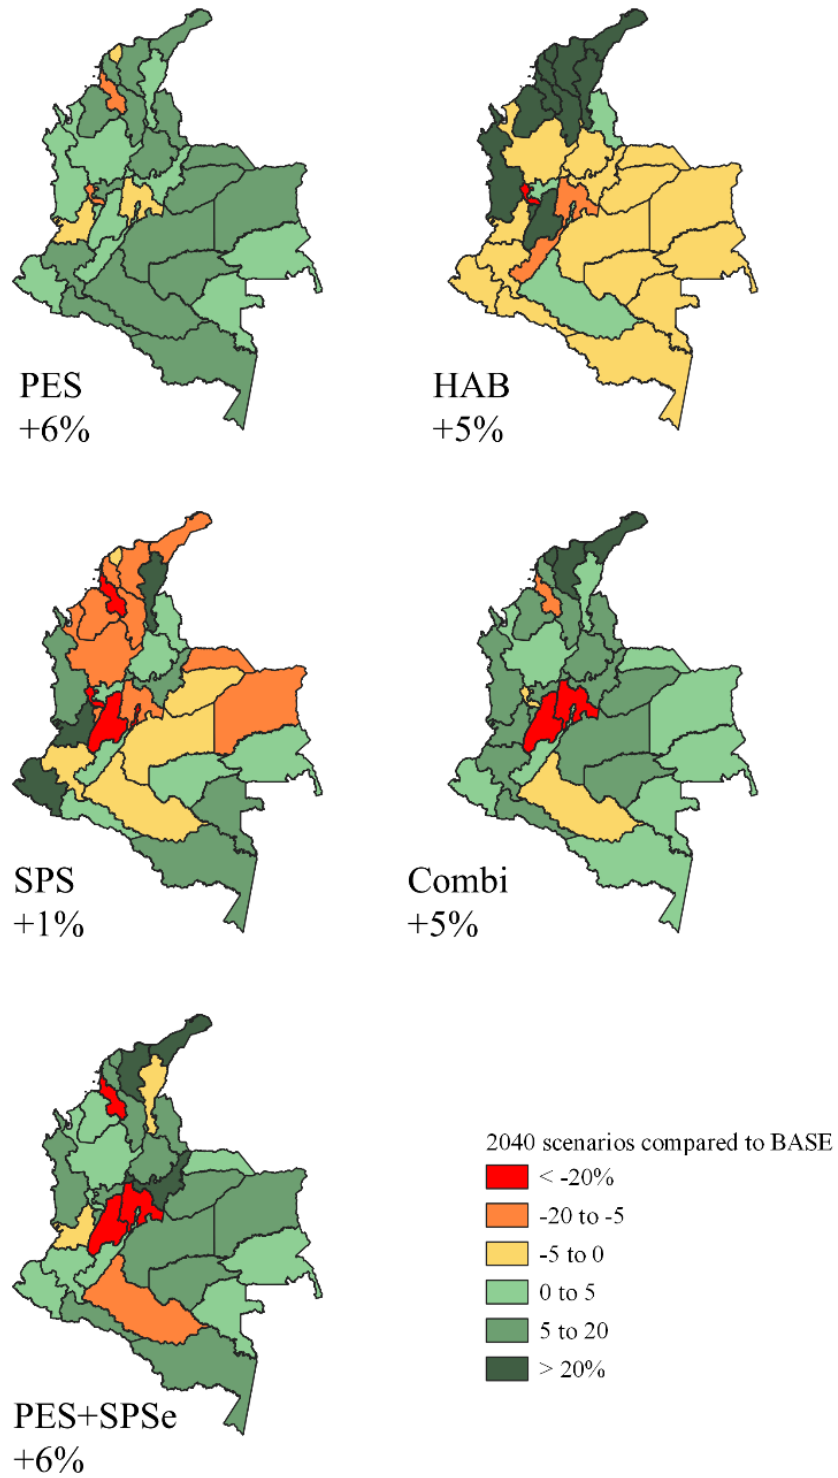 PES
+6%
HAB
+5%
SPS
+1%
Combi
+5%
PES+SPSe
+6%
2040 scenarios compared to BASE
< -20%
-20 to -5
-5 to 0
0 to 5
5 to 20
> 20%